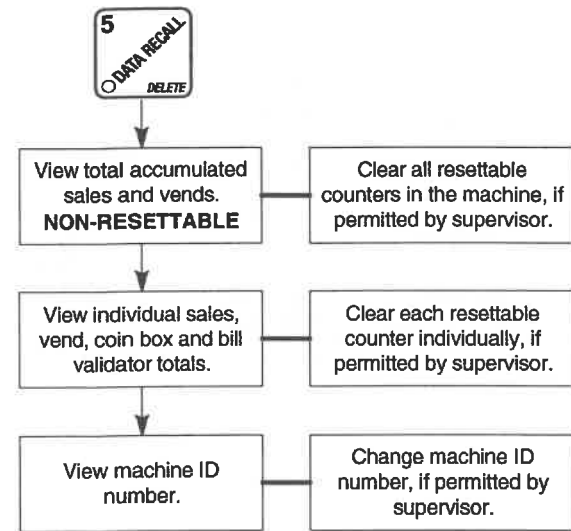 5
DATA RECALL
DELETE
View total accumulated
sales and vends.
NON-RESETTABLE
Clear all resettable
counters in the machine, if
permitted by supervisor.
View individual sales,
vend, coin box and bill
validator totals.
Clear each resettable
counter individually, if
permitted by supervisor.
View machine ID
number.
Change machine ID
number, if permitted by
supervisor.